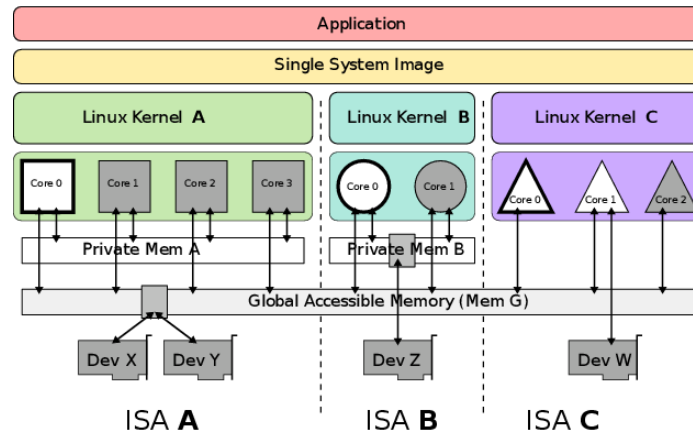 Application
Single System Image
Linux Kernel A
Linux Kernel B
Linux Kernel C
Core 0
Core 1
Core 2
Core 3
Core 0
Core 1
Core 0
Core 1
Core 2
Private Mem A
Private Mem B
Global Accessible Memory (Mem G)
Dev X
Dev Y
Dev Z
Dev W
ISA A
ISA B
ISA C